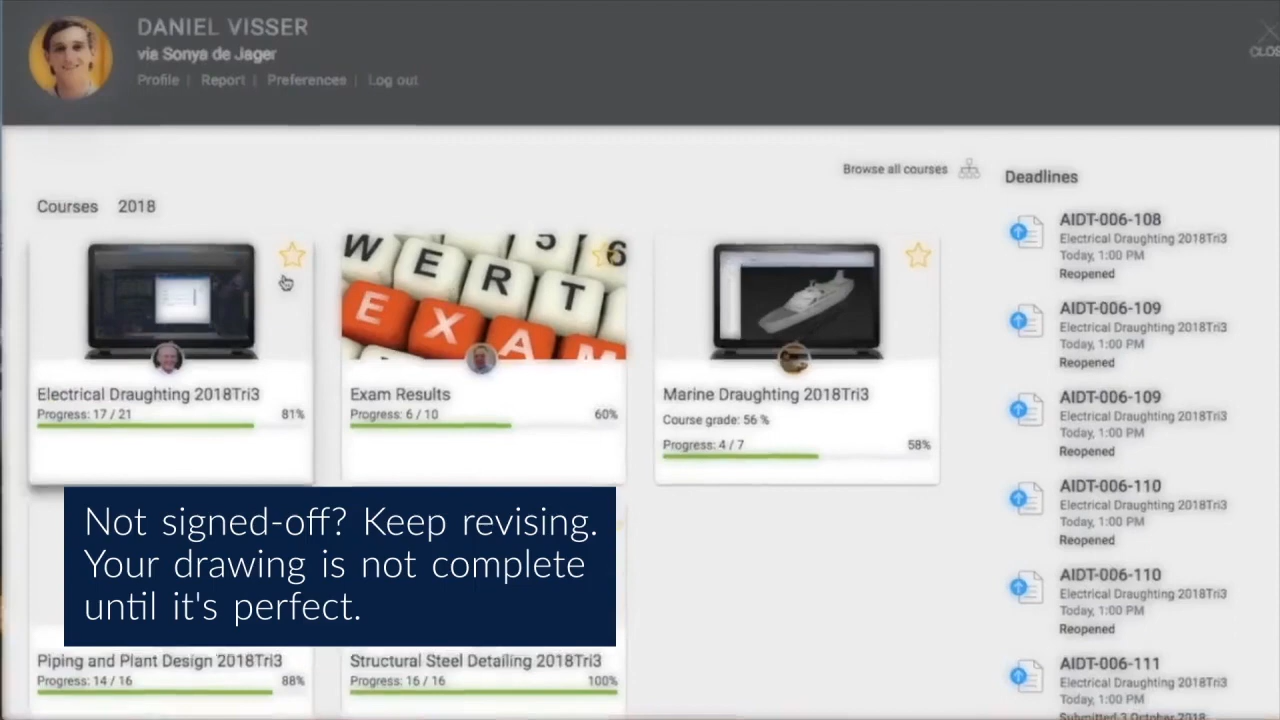 DANIEL VISSER
via Sonya de Jager
Profile | Report | Preferences | Log out
CLOS
Browse all courses
Courses 2018
W E R T 5 6
E X A M
Electrical Draughting 2018Tri3
Progress: 17 / 21 81%
Exam Results
Progress: 6 / 10 60%
Marine Draughting 2018Tri3
Course grade: 56 %
Progress: 4 / 7 58%
Not signed-off? Keep revising.
Your drawing is not complete
until it's perfect.
Piping and Plant Design 2018Tri3
Progress: 14 / 16 88%
Structural Steel Detailing 2018Tri3
Progress: 16 / 16 100%
Deadlines
AIDT-006-108
Electrical Draughting 2018Tri3
Today, 1:00 PM
Reopened
AIDT-006-109
Electrical Draughting 2018Tri3
Today, 1:00 PM
Reopened
AIDT-006-109
Electrical Draughting 2018Tri3
Today, 1:00 PM
Reopened
AIDT-006-110
Electrical Draughting 2018Tri3
Today, 1:00 PM
Reopened
AIDT-006-110
Electrical Draughting 2018Tri3
Today, 1:00 PM
Reopened
AIDT-006-111
Electrical Draughting 2018Tri3
Today, 1:00 PM
Submitted 3 October 2018